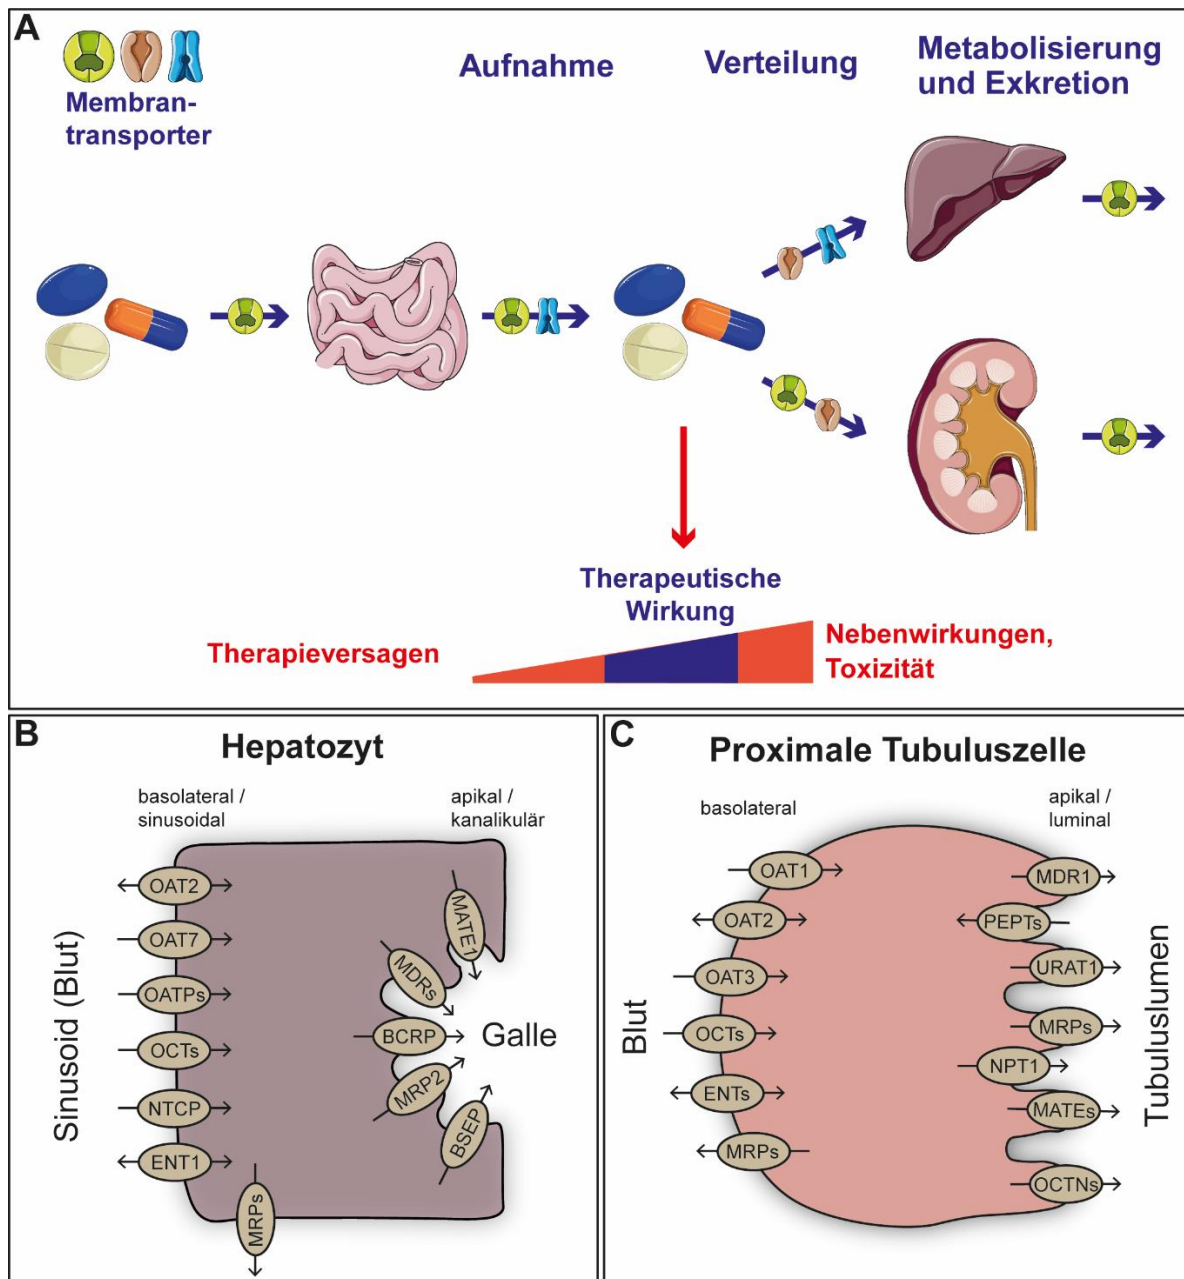 A
Membran-
transporter
Aufnahme
Verteilung
Metabolisierung
und Exkretion
Therapeutische
Wirkung
Therapieversagen
Nebenwirkungen,
Toxizität
B
Hepatozyt
basolateral /
sinusoidal
apikal /
kanalikulär
Sinusoid (Blut)
OAT2
OAT7
OATPs
OCTs
NTCP
ENT1
MRPs
MATE1
MDRs
BCRP
MRP2
BSEP
Galle
C
Proximale Tubuluszelle
basolateral
apikal /
luminal
Blut
OAT1
OAT2
OAT3
OCTs
ENTs
MRPs
MDR1
PEPTs
URAT1
MRPs
NPT1
MATEs
OCTNs
Tubuluslumen